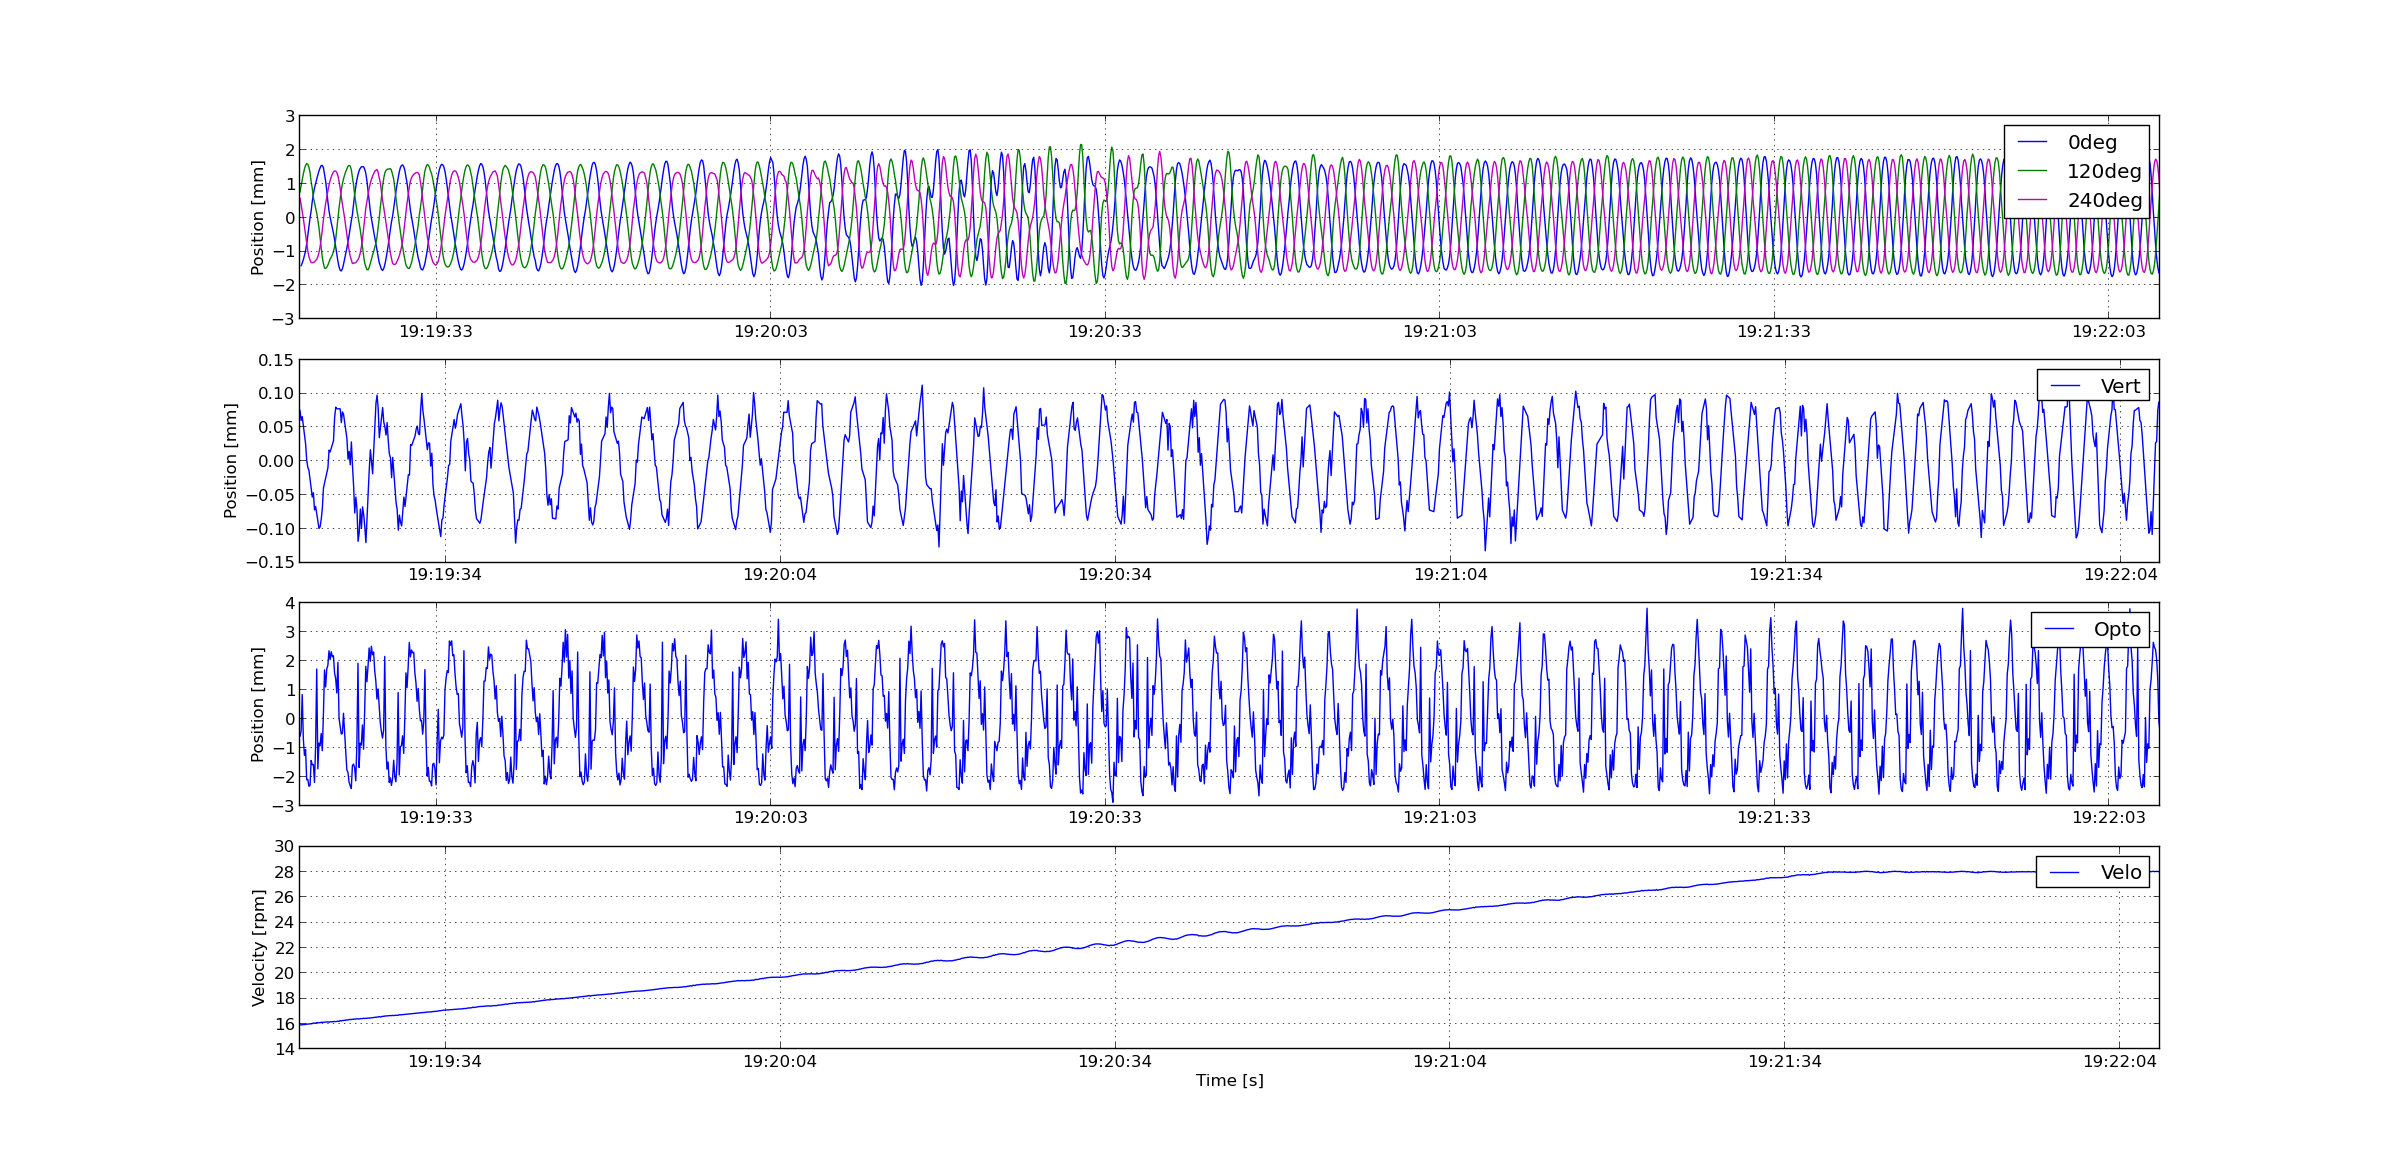 3
2
1
0
−1
−2
−3
Position [mm]
0deg
120deg
240deg
19:19:33 19:20:03 19:20:33 19:21:03 19:21:33 19:22:03
0.15
0.10
0.05
0.00
−0.05
−0.10
−0.15
Position [mm]
Vert
19:19:34 19:20:04 19:20:34 19:21:04 19:21:34 19:22:04
4
3
2
1
0
−1
−2
−3
Position [mm]
Opto
19:19:33 19:20:03 19:20:33 19:21:03 19:21:33 19:22:03
30
28
26
24
22
20
18
16
14
Velocity [rpm]
Velo
19:19:34 19:20:04 19:20:34 19:21:04 19:21:34 19:22:04
Time [s]